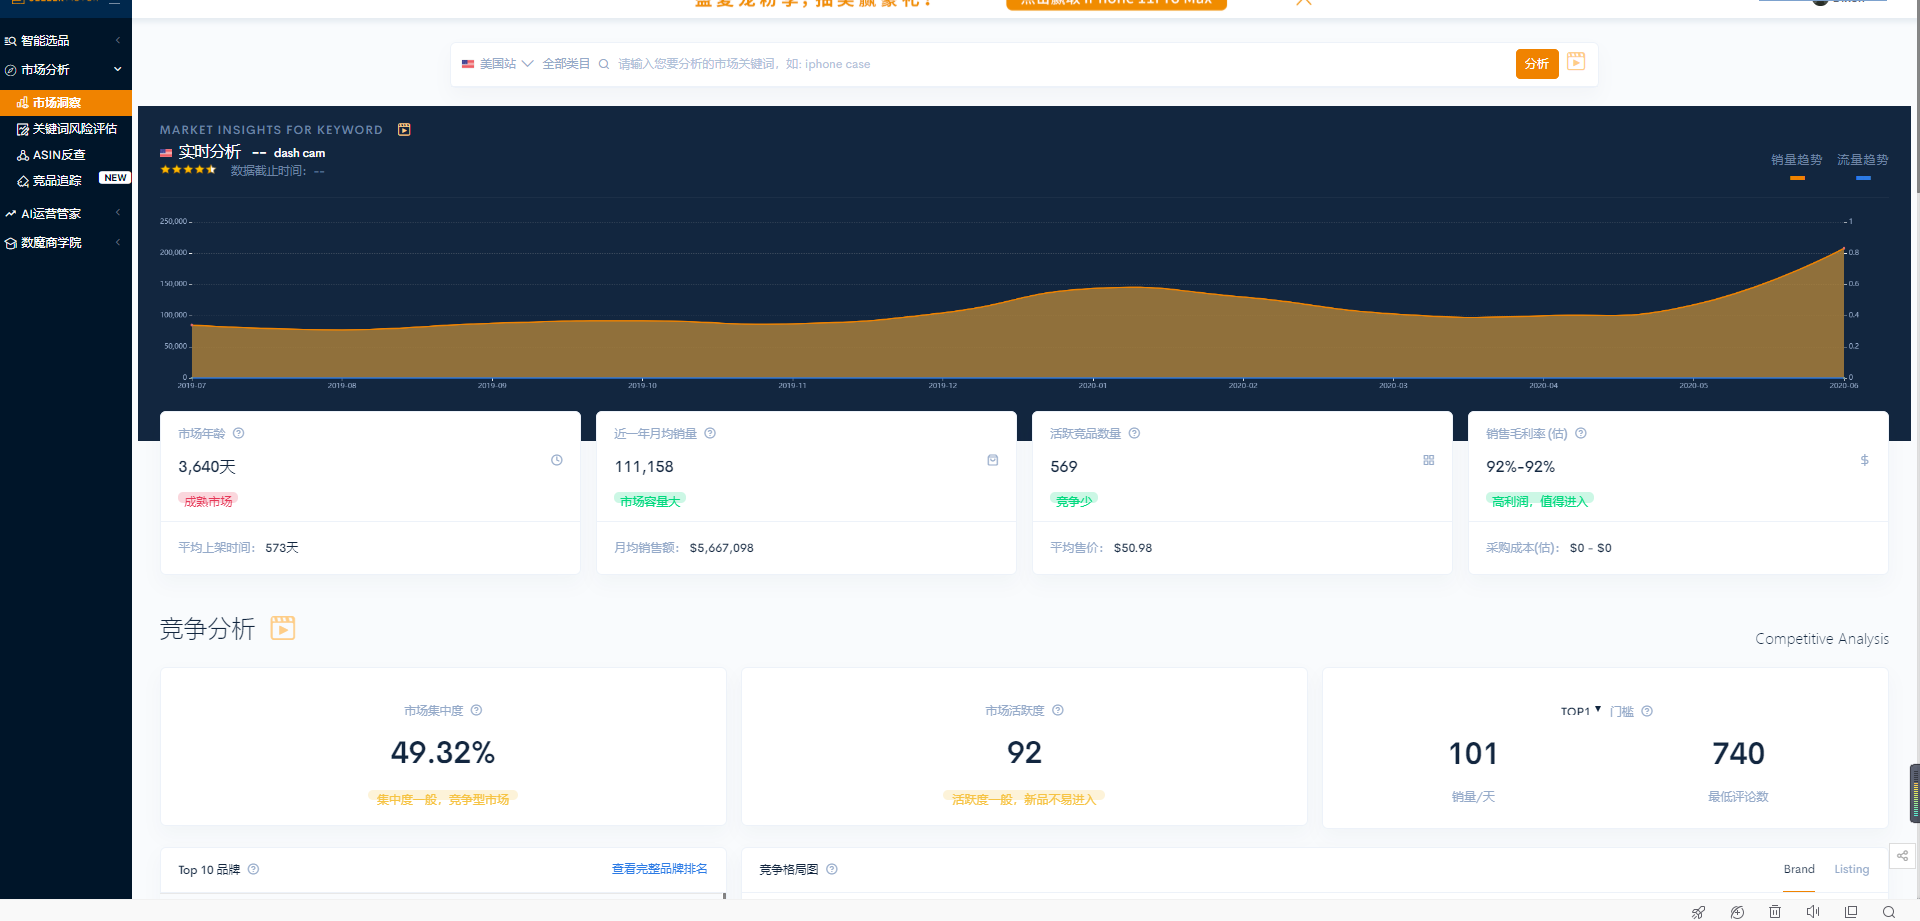 智能选品
市场分析
市场洞察
关键词风险评估
ASIN反查
竞品追踪
NEW
AI运营管家
数魔商学院
美国站
全部类目
请输入您要分析的市场关键词，如: iphone case
分析
MARKET INSIGHTS FOR KEYWORD
实时分析 -- dash cam
数据截止时间: --
销量趋势
流量趋势
250,000
200,000
150,000
100,000
50,000
0
1
0.8
0.6
0.4
0.2
0
2019-07
2019-08
2019-09
2019-10
2019-11
2019-12
2020-01
2020-02
2020-03
2020-04
2020-05
2020-06
市场年龄
3,640天
成熟市场
平均上架时间: 573天
近一年月均销量
111,158
市场容量大
月均销售额: $5,667,098
活跃竞品数量
569
竞争少
平均售价: $50.98
销售毛利率(估)
92%-92%
高利润，值得进入
采购成本(估): $0 - $0
竞争分析
Competitive Analysis
市场集中度
49.32%
集中度一般，竞争型市场
市场活跃度
92
活跃度一般，新品不易进入
TOP1 门槛
101
销量/天
740
最低评论数
Top 10 品牌
查看完整品牌排名
竞争格局图
Brand
Listing